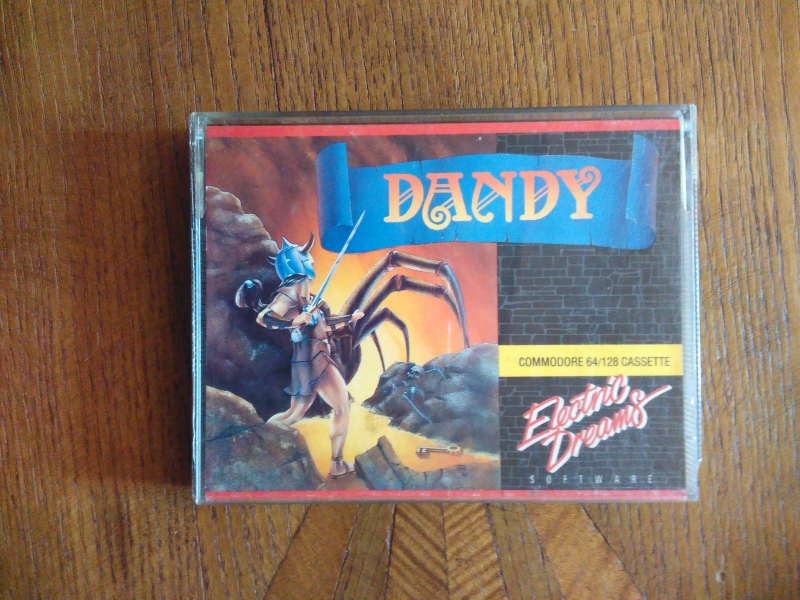 DANDY
COMMODORE 64/128 CASSETTE
Electric
Dreams
SOFTWARE